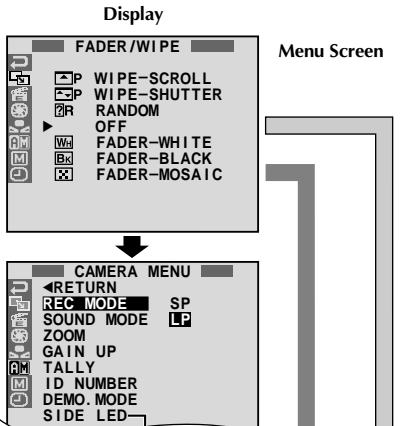 Display
Menu Screen
FADER/WIPE
P WIPE–SCROLL
P WIPE–SHUTTER
?R RANDOM
OFF
WH FADER–WHITE
BK FADER–BLACK
FADER–MOSAIC
AM
M
CAMERA MENU
◀RETURN
REC MODE SP
SOUND MODE LP
ZOOM
GAIN UP
AM TALLY
M ID NUMBER
DEMO.MODE
SIDE LED